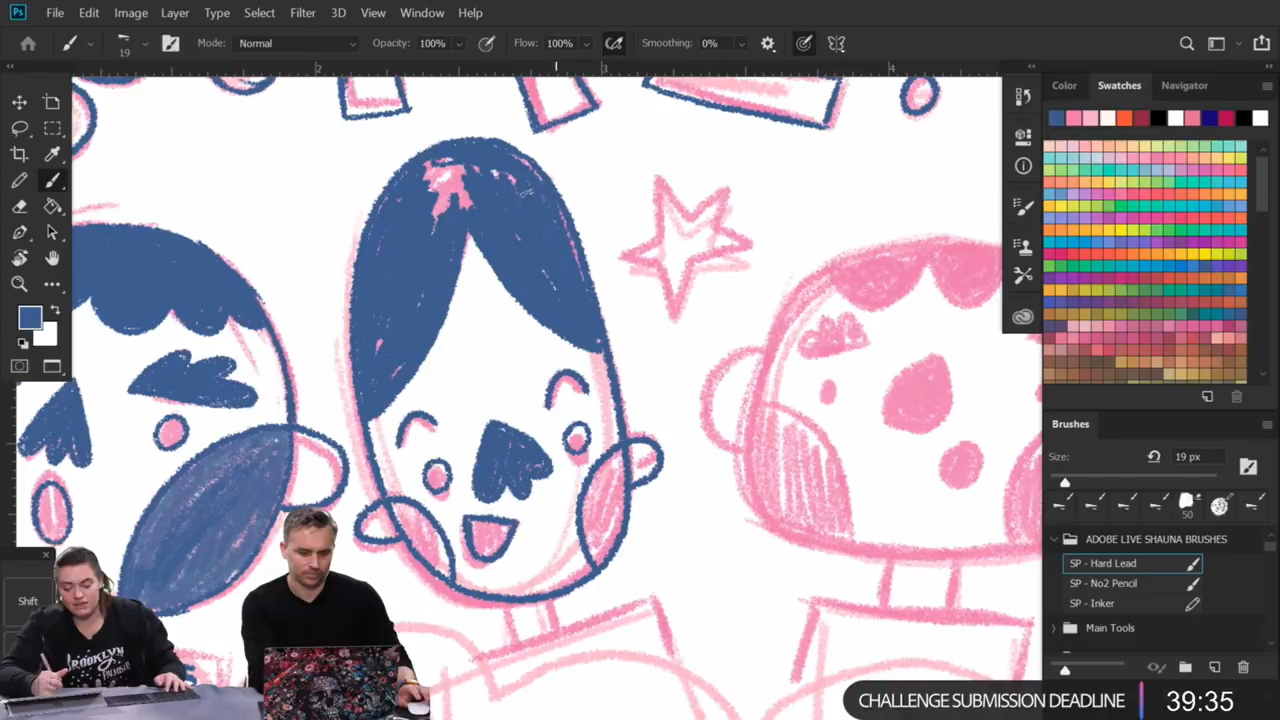 Ps File Edit Image Layer Type Select Filter 3D View Window Help
19 Mode: Normal Opacity: 100% Flow: 100% Smoothing: 0%
2 3 4
Color Swatches Navigator
Brushes
Size: 19 px
50
ADOBE LIVE SHAUNA BRUSHES
SP - Hard Lead
SP - No2 Pencil
SP - Inker
Main Tools
Shift
BROOKLYN
CHALLENGE SUBMISSION DEADLINE 39:35